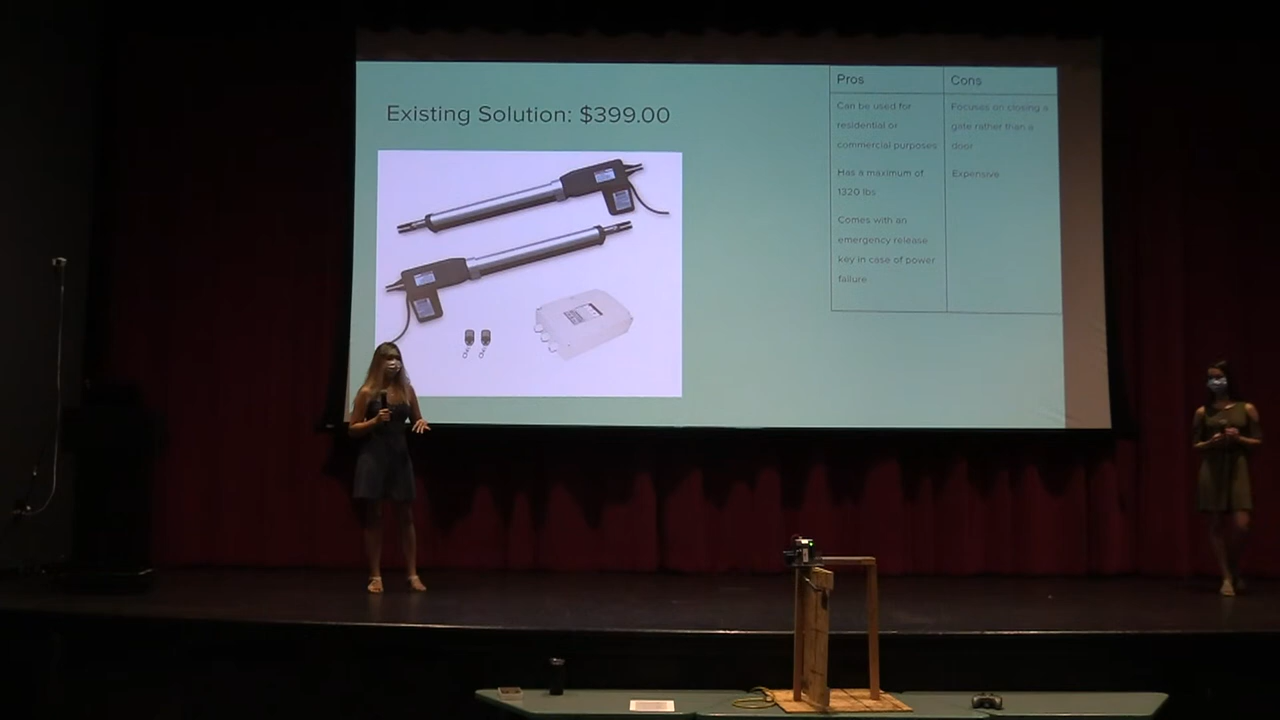 Existing Solution: $399.00
Pros
Cons
Can be used for
residential or
commercial purposes
Has a maximum of
1320 lbs
Comes with an
emergency release
key in case of power
failure
Focuses on closing a
gate rather than a
door
Expensive